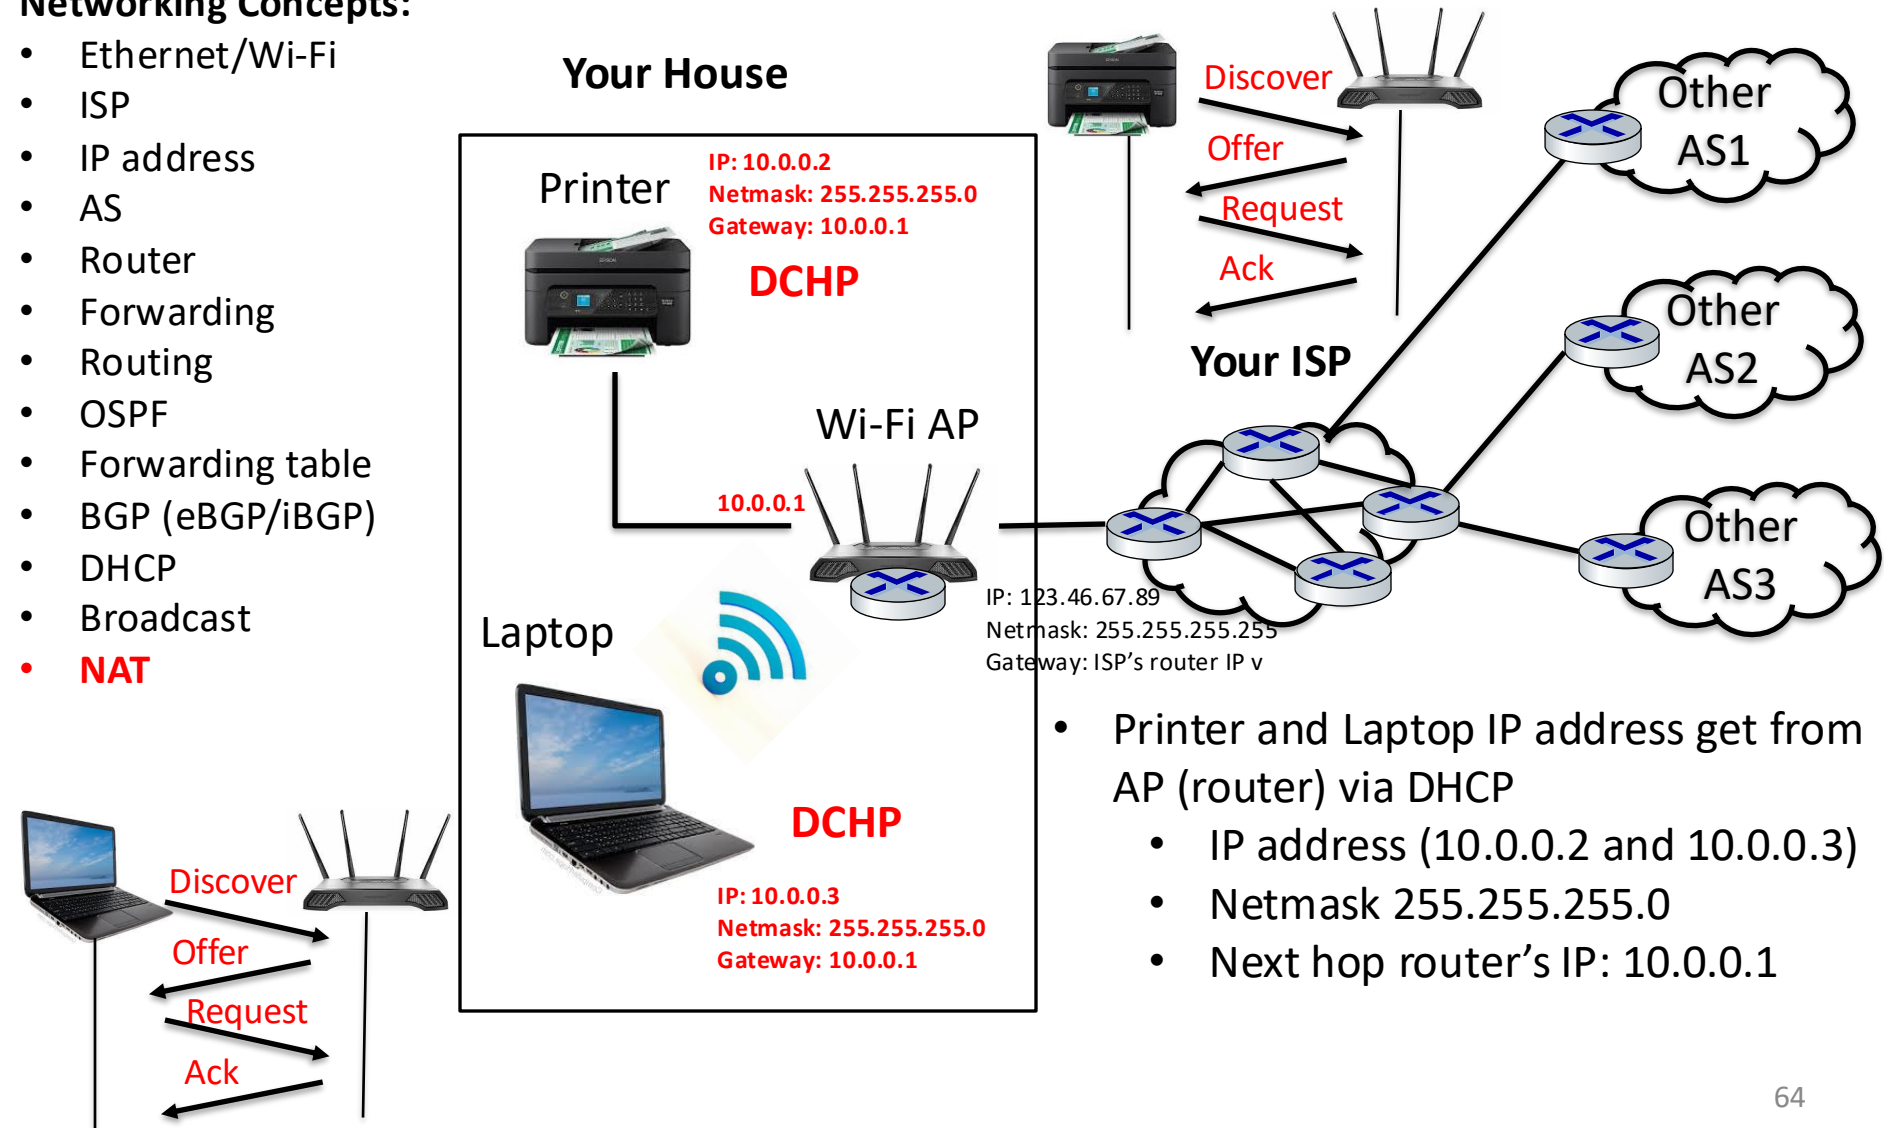 Networking Concepts:
• Ethernet/Wi-Fi
• ISP
• IP address
• AS
• Router
• Forwarding
• Routing
• OSPF
• Forwarding table
• BGP (eBGP/iBGP)
• DHCP
• Broadcast
• NAT
Your House
Printer
IP: 10.0.0.2
Netmask: 255.255.255.0
Gateway: 10.0.0.1
DCHP
Wi-Fi AP
10.0.0.1
Laptop
DCHP
IP: 10.0.0.3
Netmask: 255.255.255.0
Gateway: 10.0.0.1
IP: 123.46.67.89
Netmask: 255.255.255.255
Gateway: ISP's router IP v
Discover
Offer
Request
Ack
Your ISP
Other
AS1
Other
AS2
Other
AS3
Discover
Offer
Request
Ack
• Printer and Laptop IP address get from
AP (router) via DHCP
• IP address (10.0.0.2 and 10.0.0.3)
• Netmask 255.255.255.0
• Next hop router's IP: 10.0.0.1
64